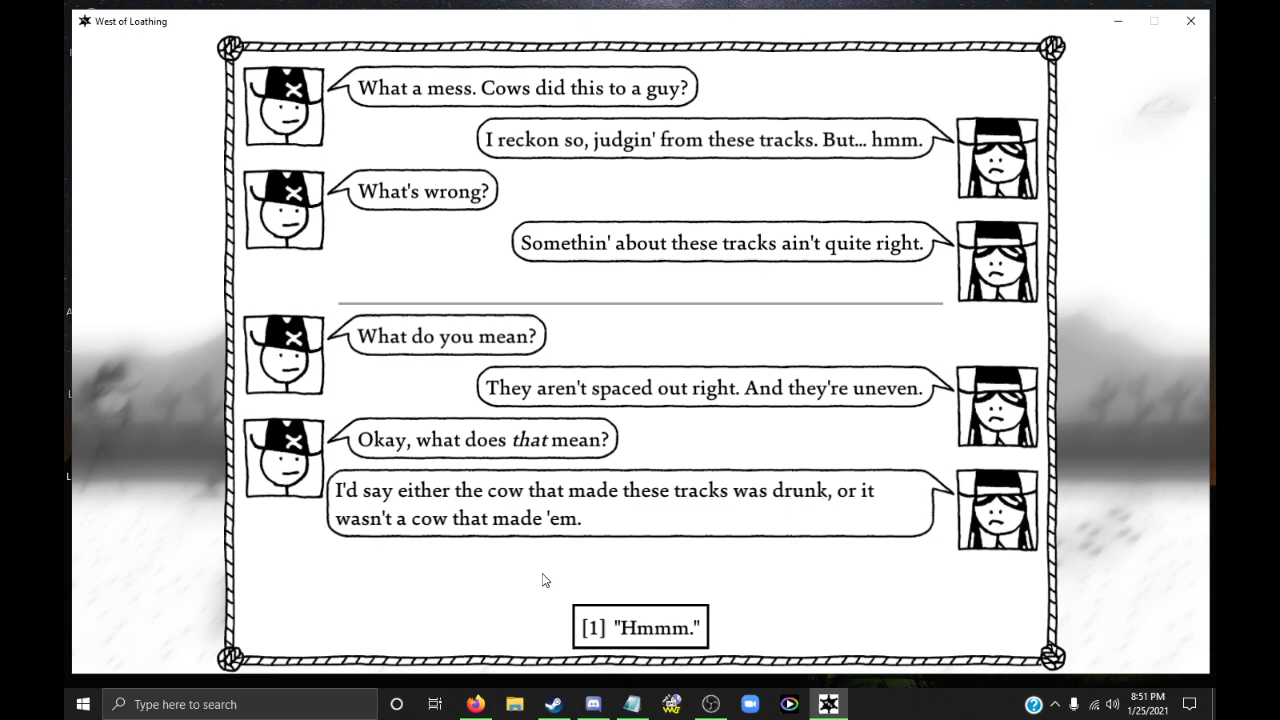 West of Loathing
What a mess. Cows did this to a guy?
I reckon so, judgin' from these tracks. But... hmm.
What's wrong?
Somethin' about these tracks ain't quite right.
What do you mean?
They aren't spaced out right. And they're uneven.
Okay, what does that mean?
I'd say either the cow that made these tracks was drunk, or it
wasn't a cow that made 'em.
[1] "Hmmm."
Type here to search
8:51 PM
1/25/2021